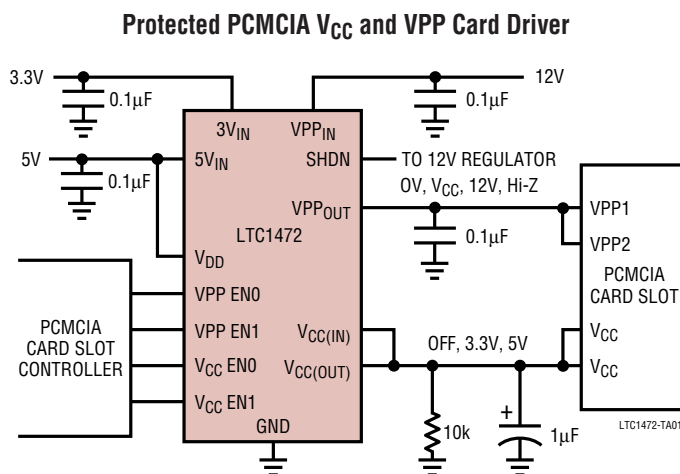 Protected PCMCIA VCC and VPP Card Driver
3.3V
0.1µF
12V
0.1µF
3VIN
VPPIN
5V
0.1µF
5VIN
SHDN
TO 12V REGULATOR
0V, VCC, 12V, Hi-Z
VPPOUT
0.1µF
VPP1
VPP2
LTC1472
VDD
PCMCIA
CARD SLOT
PCMCIA
CARD SLOT
CONTROLLER
VPP EN0
VPP EN1
VCC EN0
VCC EN1
VCC(IN)
VCC(OUT)
OFF, 3.3V, 5V
VCC
VCC
GND
10k
+
1µF
LTC1472-TA01